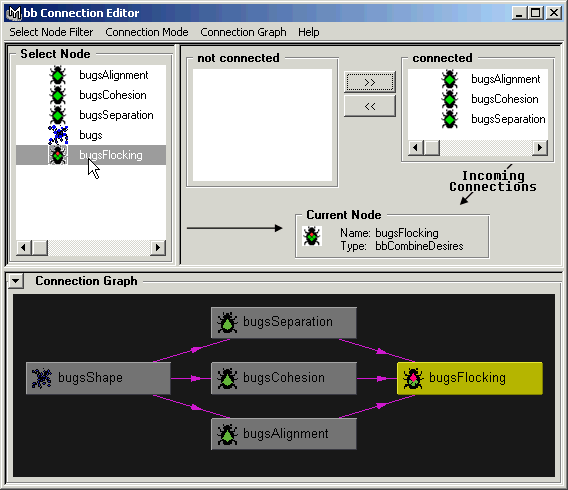 bb Connection Editor
Select Node Filter Connection Mode Connection Graph Help
Select Node
bugsAlignment
bugsCohesion
bugsSeparation
bugs
bugsFlocking
not connected
>>
<<
connected
bugsAlignment
bugsCohesion
bugsSeparation
Incoming
Connections
Current Node
Name: bugsFlocking
Type: bbCombineDesires
Connection Graph
bugsSeparation
bugsShape
bugsCohesion
bugsFlocking
bugsAlignment